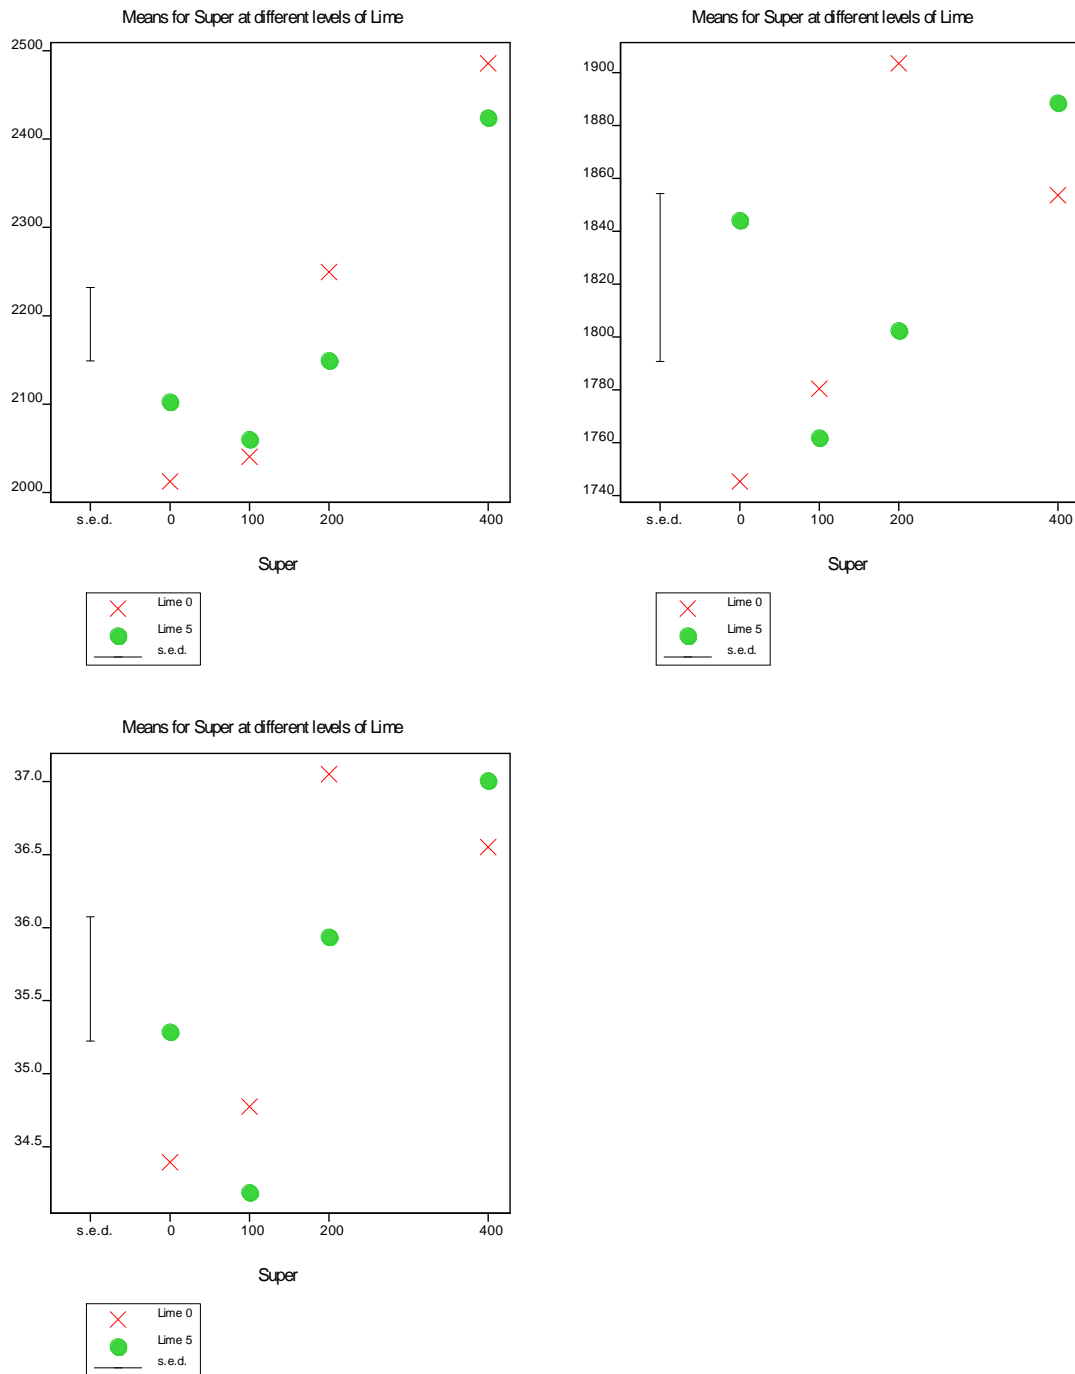 Means for Super at different levels of Lime
2500
2400
2300
2200
2100
2000
s.e.d. 0 100 200 400
Super
Lime 0
Lime 5
s.e.d.
Means for Super at different levels of Lime
1900
1880
1860
1840
1820
1800
1780
1760
1740
s.e.d. 0 100 200 400
Super
Lime 0
Lime 5
s.e.d.
Means for Super at different levels of Lime
37.0
36.5
36.0
35.5
35.0
34.5
s.e.d. 0 100 200 400
Super
Lime 0
Lime 5
s.e.d.